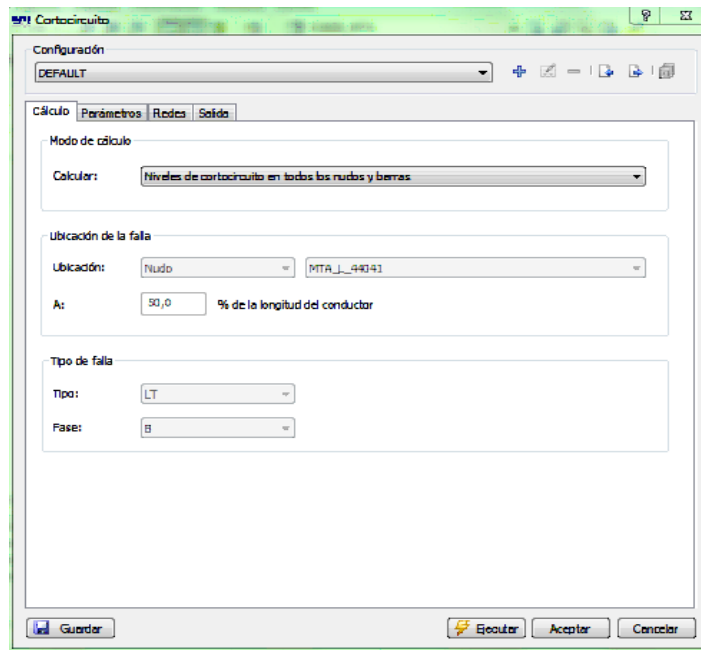 Cortocircuito
Configuración
DEFAULT
Cálculo Parámetros Redes Salida
Modo de cálculo
Calcular: Niveles de cortocircuito en todos los nudos y barras
Ubicación de la falla
Ubicación: Nudo MTA_L_44041
A: 50,0 % de la longitud del conductor
Tipo de falla
Tipo: LT
Fase: B
Guardar Ejecutar Aceptar Cancelar